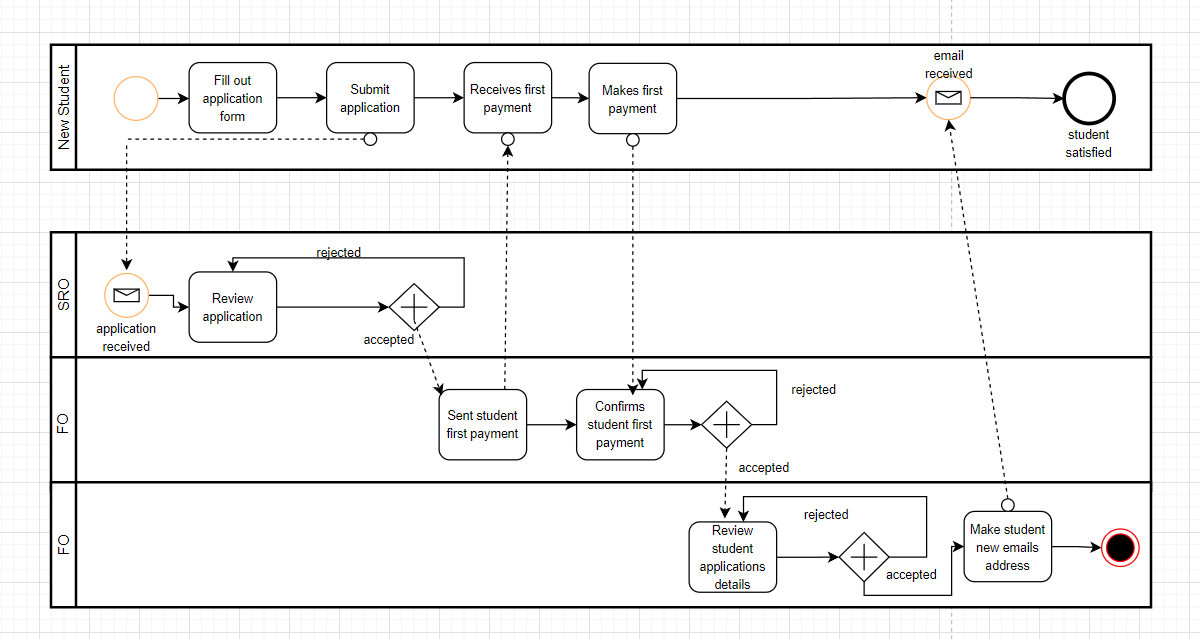 New Student
Fill out
application
form
Submit
application
Receives first
payment
Makes first
payment
email
received
student
satisfied
SRO
application
received
Review
application
rejected
accepted
FO
Sent student
first payment
Confirms
student first
payment
rejected
accepted
FO
Review
student
applications
details
rejected
accepted
Make student
new emails
address